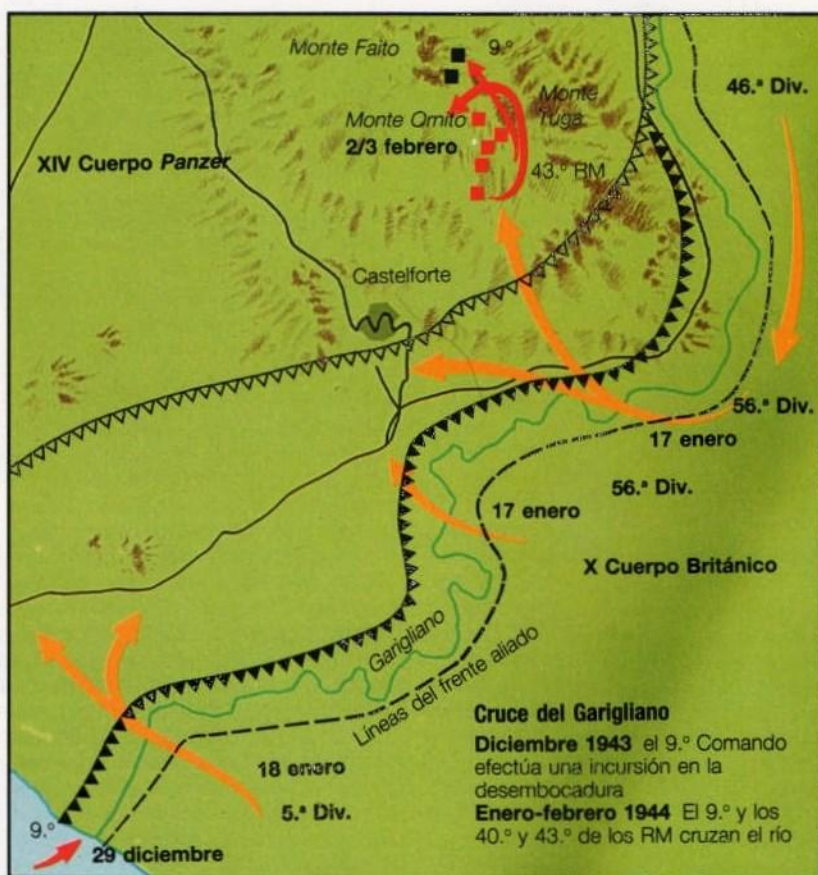 Monte Faito
9.º
46.ª Div.
Monte
Tuga
Monte Ornito
2/3 febrero
XIV Cuerpo Panzer
43.º RM
Castelforte
56.ª Div.
17 enero
56.ª Div.
17 enero
X Cuerpo Británico
Garigliano
Líneas del frente aliado
18 enero
5.ª Div.
9.º
29 diciembre
Cruce del Garigliano
Diciembre 1943 el 9.º Comando
efectúa una incursión en la
desembocadura
Enero-febrero 1944 El 9.º y los
40.º y 43.º de los RM cruzan el río